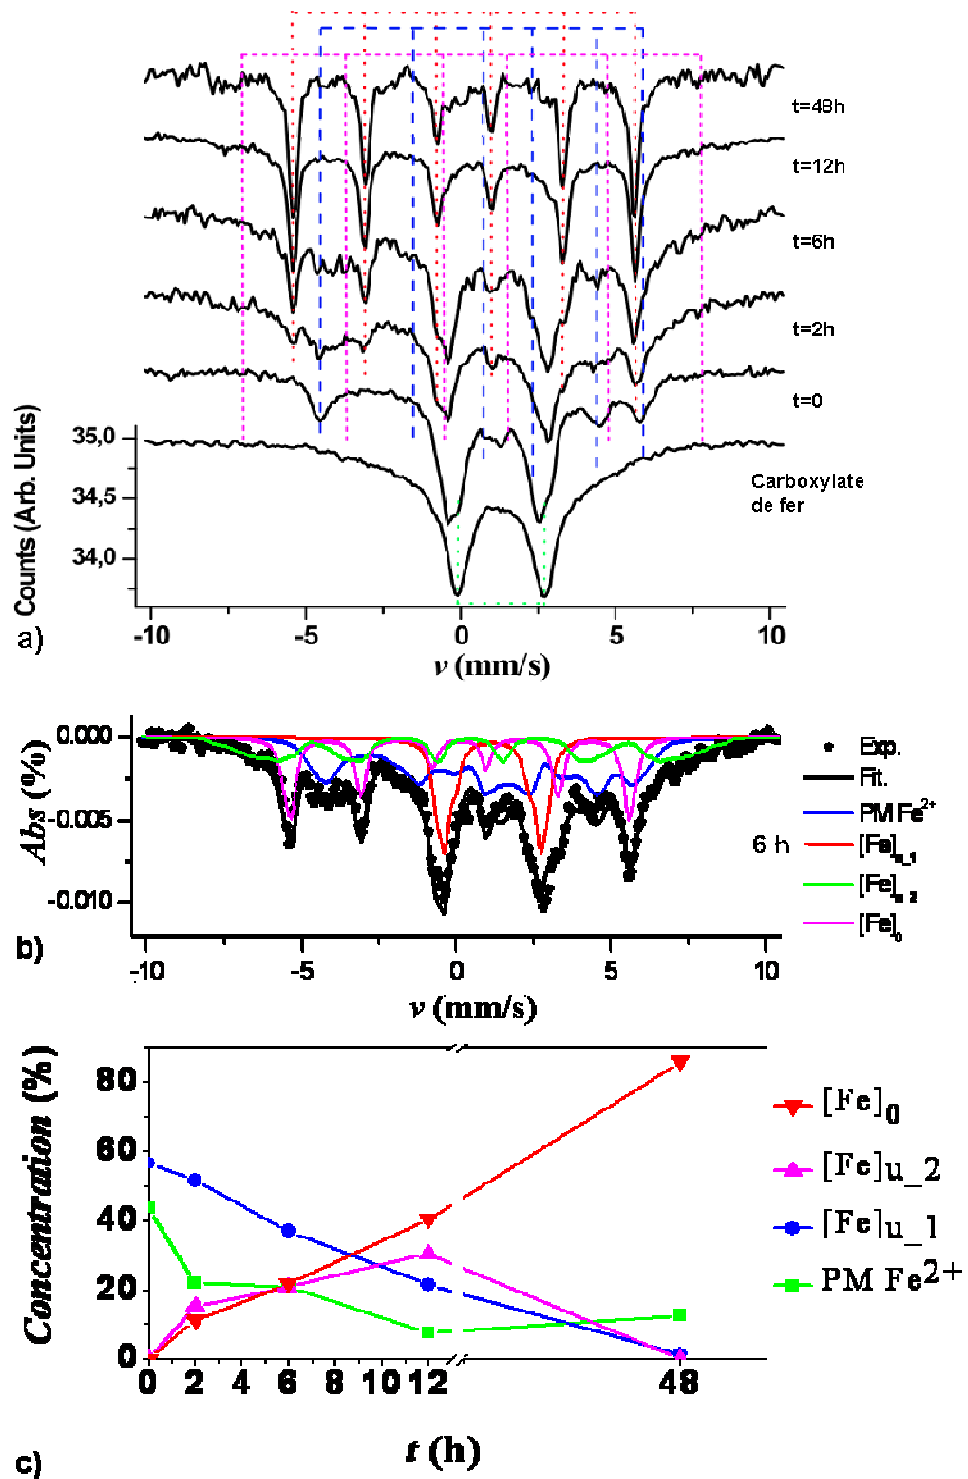 t=48h
t=12h
t=6h
t=2h
t=0
Carboxylate
de fer
Counts (Arb. Units)
35,0
34,5
34,0
-10 -5 0 5 10
a)
v (mm/s)
Abs (%)
0.000
-0.005
-0.010
6 h
Exp.
Fit.
PM Fe2+
[Fe]u_1
[Fe]u_2
[Fe]0
-10 -5 0 5 10
b)
v (mm/s)
Concentration (%)
80
60
40
20
0
0 2 4 6 8 10 12 48
[Fe]0
[Fe]u_2
[Fe]u_1
PM Fe2+
t (h)
c)